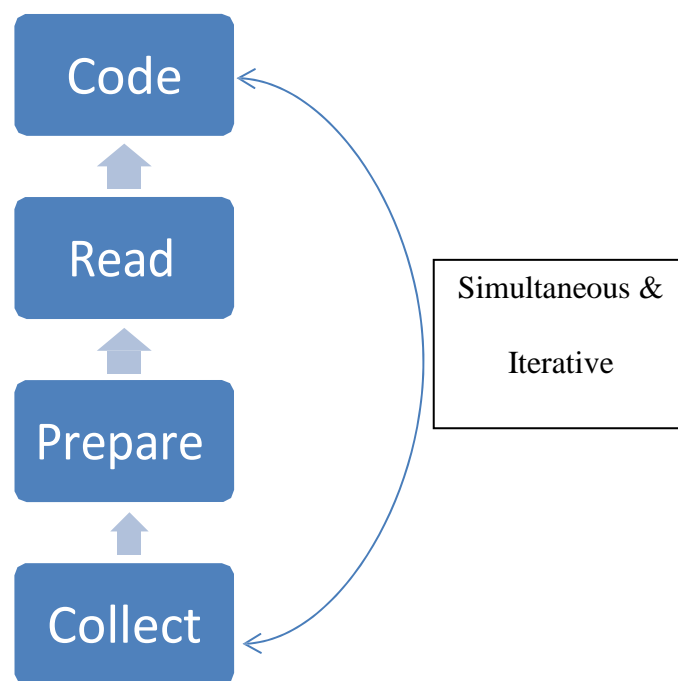 Code
Read
Simultaneous &
Iterative
Prepare
Collect